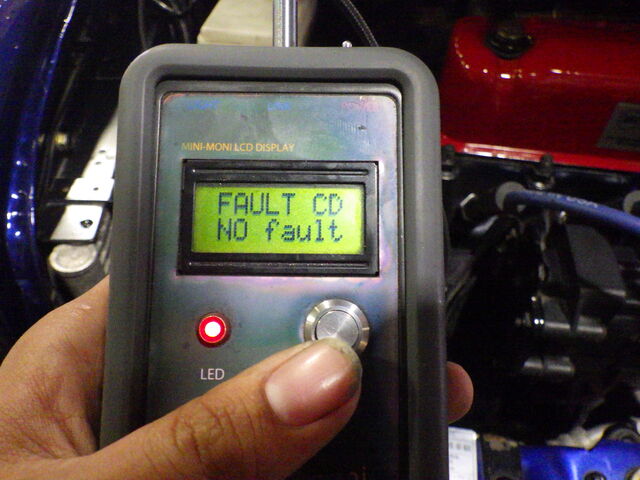 MINI-MONI LCD DISPLAY
FAULT CD
NO fault
LED